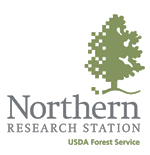 Northern
RESEARCH STATION
USDA Forest Service